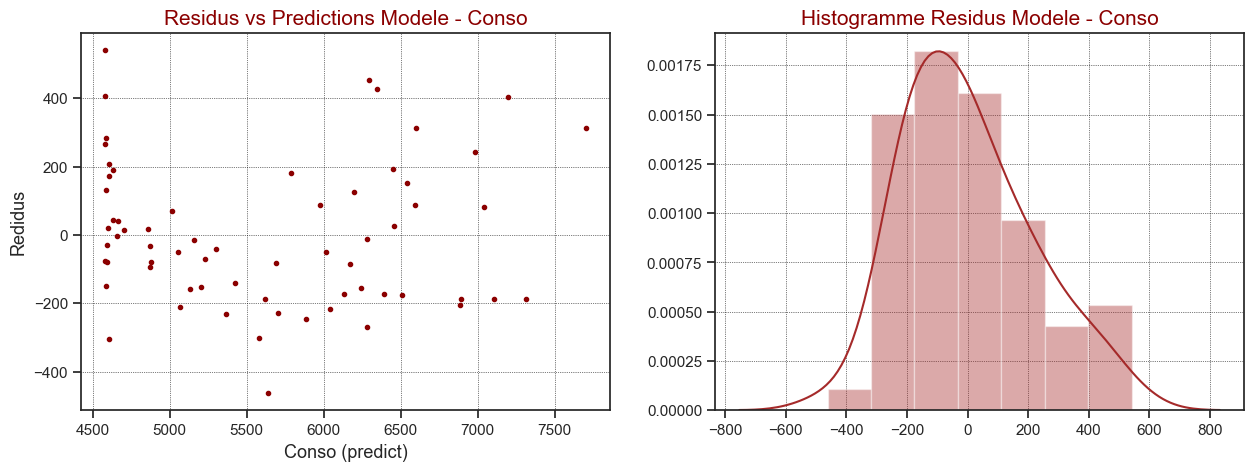 Residus vs Predictions Modele - Conso
Redidus
400
200
0
−200
−400
4500 5000 5500 6000 6500 7000 7500
Conso (predict)
Histogramme Residus Modele - Conso
0.00175
0.00150
0.00125
0.00100
0.00075
0.00050
0.00025
0.00000
−800 −600 −400 −200 0 200 400 600 800